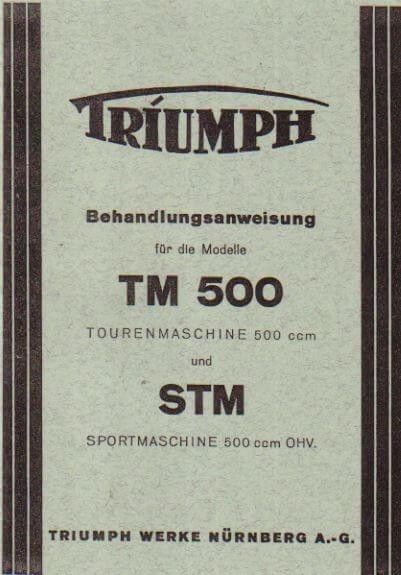 TRIUMPH
Behandlungsanweisung
für die Modelle
TM 500
TOURENMASCHINE 500 ccm
und
STM
SPORTMASCHINE 500 ccm OHV.
TRIUMPH WERKE NÜRNBERG A.-G.